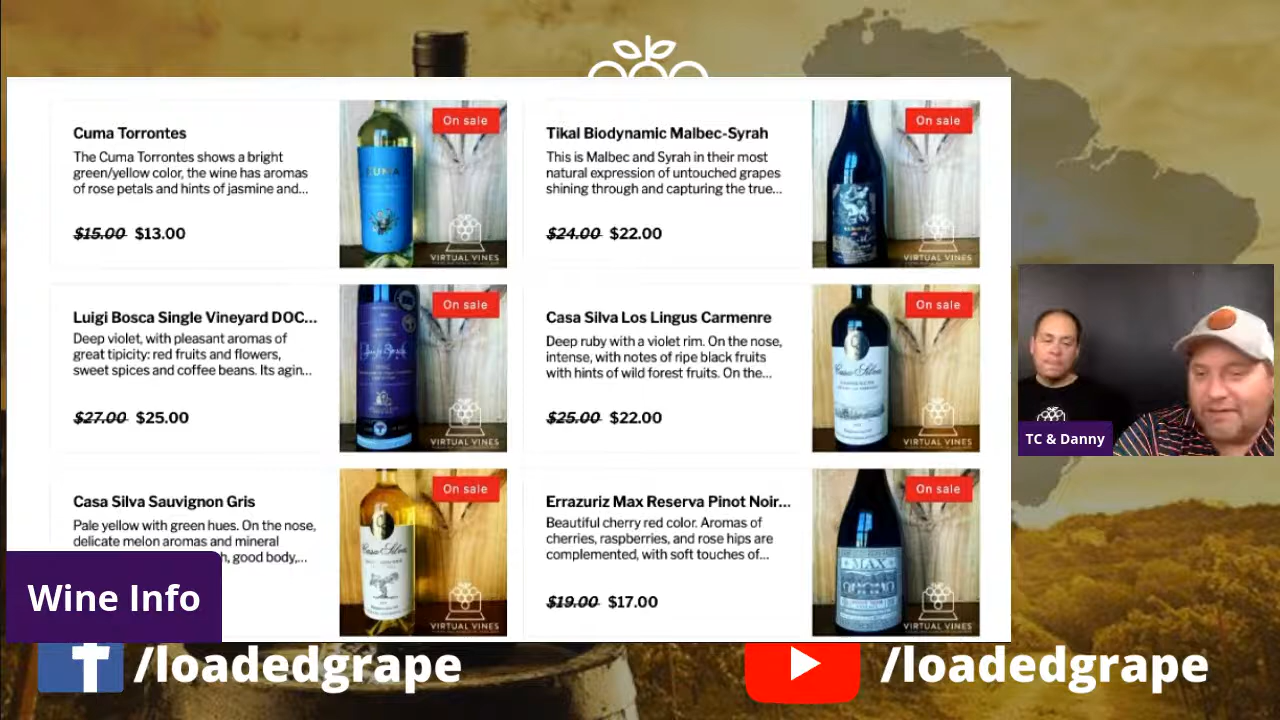 Cuma Torrontes
The Cuma Torrontes shows a bright
green/yellow color, the wine has aromas
of rose petals and hints of jasmine and...
$15.00 $13.00
On sale
VIRTUAL VINES
Tikal Biodynamic Malbec-Syrah
This is Malbec and Syrah in their most
natural expression of untouched grapes
shining through and capturing the true...
$24.00 $22.00
On sale
VIRTUAL VINES
Luigi Bosca Single Vineyard DOC...
Deep violet, with pleasant aromas of
great tipicity: red fruits and flowers,
sweet spices and coffee beans. Its agin...
$27.00 $25.00
On sale
Luigi Bosca
VIRTUAL VINES
Casa Silva Los Lingus Carmenre
Deep ruby with a violet rim. On the nose,
intense, with notes of ripe black fruits
with hints of wild forest fruits. On the...
$25.00 $22.00
On sale
Casa Silva
VIRTUAL VINES
Casa Silva Sauvignon Gris
Pale yellow with green hues. On the nose,
delicate melon aromas and mineral
h, good body,...
On sale
Casa Silva
VIRTUAL VINES
Errazuriz Max Reserva Pinot Noir...
Beautiful cherry red color. Aromas of
cherries, raspberries, and rose hips are
complemented, with soft touches of...
$19.00 $17.00
On sale
MAX
VIRTUAL VINES
TC & Danny
Wine Info
/loadedgrape
/loadedgrape